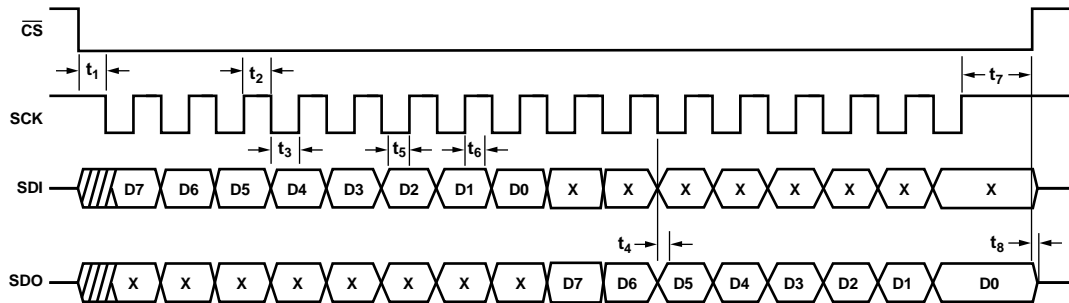 CS
t1 t2 t7
SCK
t3 t5 t6
SDI D7 D6 D5 D4 D3 D2 D1 D0 X X X X X X X X
t4 t8
SDO X X X X X X X X D7 D6 D5 D4 D3 D2 D1 D0